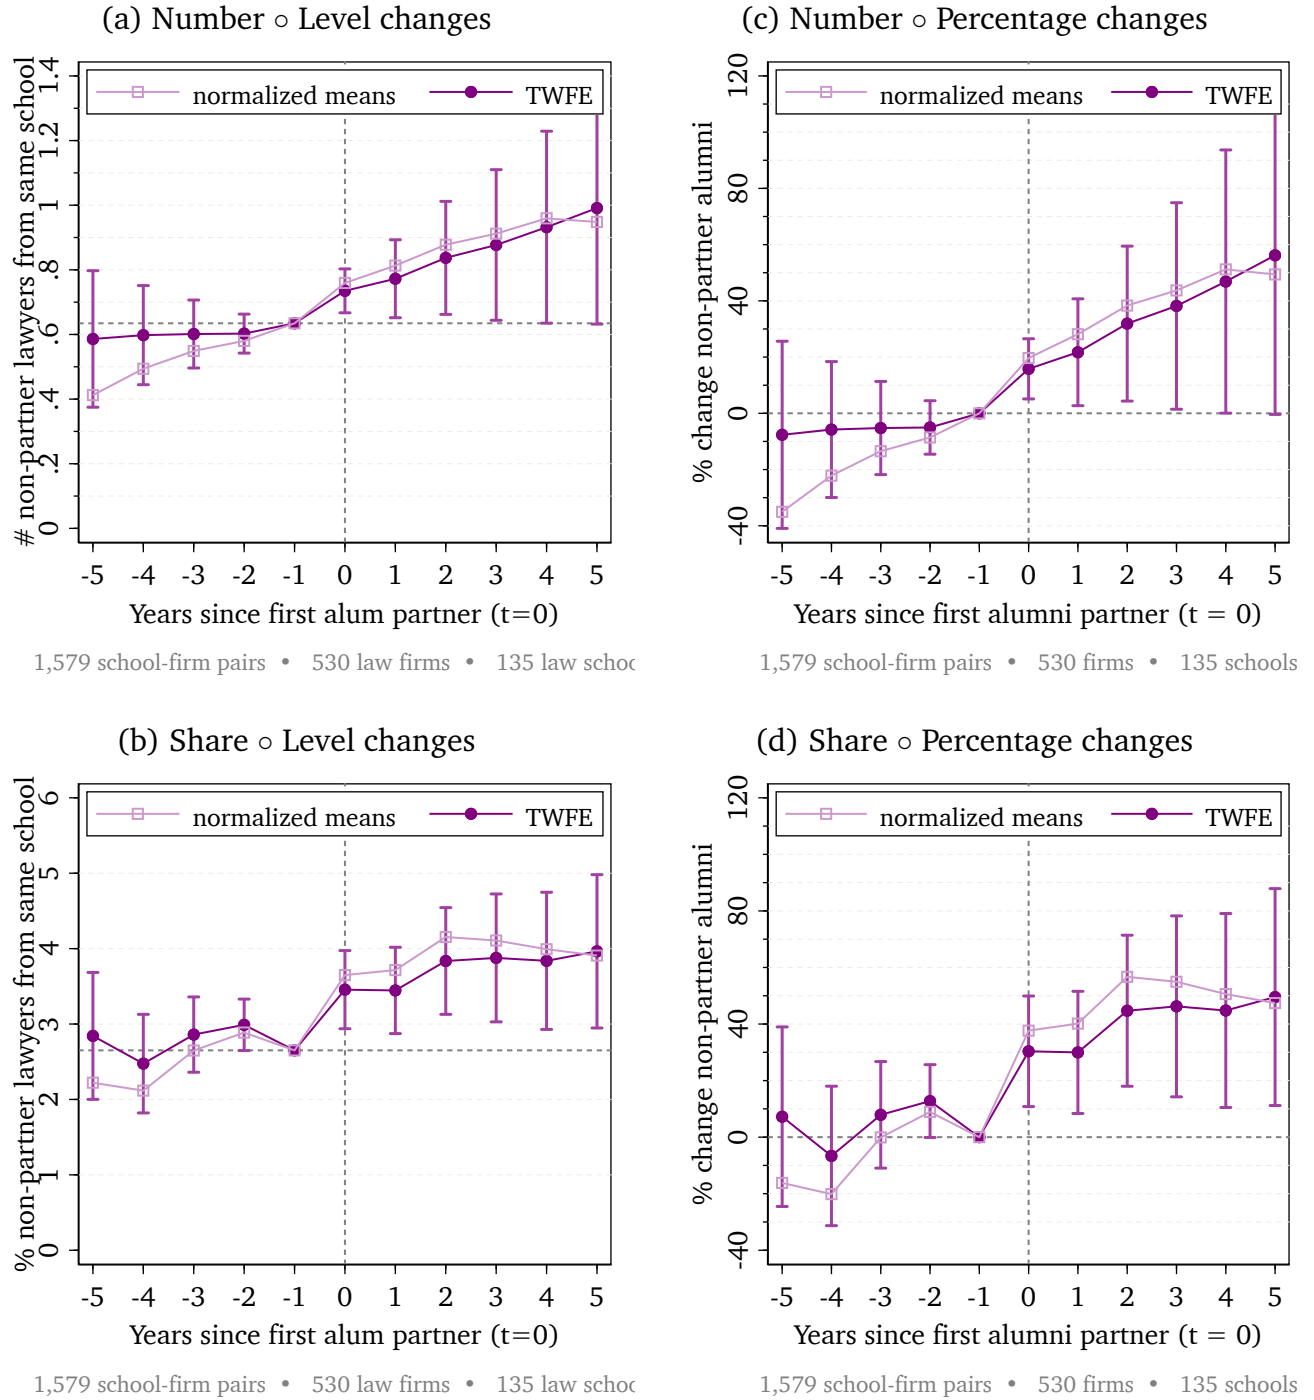 (a) Number ∘ Level changes
# non-partner lawyers from same school
0 .2 .4 .6 .8 1 1.2 1.4
normalized means TWFE
-5 -4 -3 -2 -1 0 1 2 3 4 5
Years since first alum partner (t=0)
1,579 school-firm pairs • 530 law firms • 135 law schoo
(c) Number ∘ Percentage changes
% change non-partner alumni
-40 0 40 80 120
normalized means TWFE
-5 -4 -3 -2 -1 0 1 2 3 4 5
Years since first alumni partner (t = 0)
1,579 school-firm pairs • 530 firms • 135 schools
(b) Share ∘ Level changes
% non-partner lawyers from same school
0 1 2 3 4 5 6
normalized means TWFE
-5 -4 -3 -2 -1 0 1 2 3 4 5
Years since first alum partner (t=0)
1,579 school-firm pairs • 530 law firms • 135 law schoo
(d) Share ∘ Percentage changes
% change non-partner alumni
-40 0 40 80 120
normalized means TWFE
-5 -4 -3 -2 -1 0 1 2 3 4 5
Years since first alumni partner (t = 0)
1,579 school-firm pairs • 530 firms • 135 schools